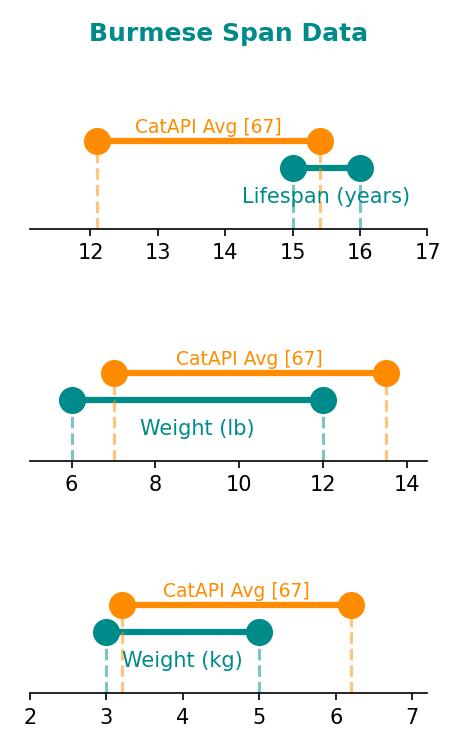 Burmese Span Data
CatAPI Avg [67]
Lifespan (years)
12 13 14 15 16 17
CatAPI Avg [67]
Weight (lb)
6 8 10 12 14
CatAPI Avg [67]
Weight (kg)
2 3 4 5 6 7